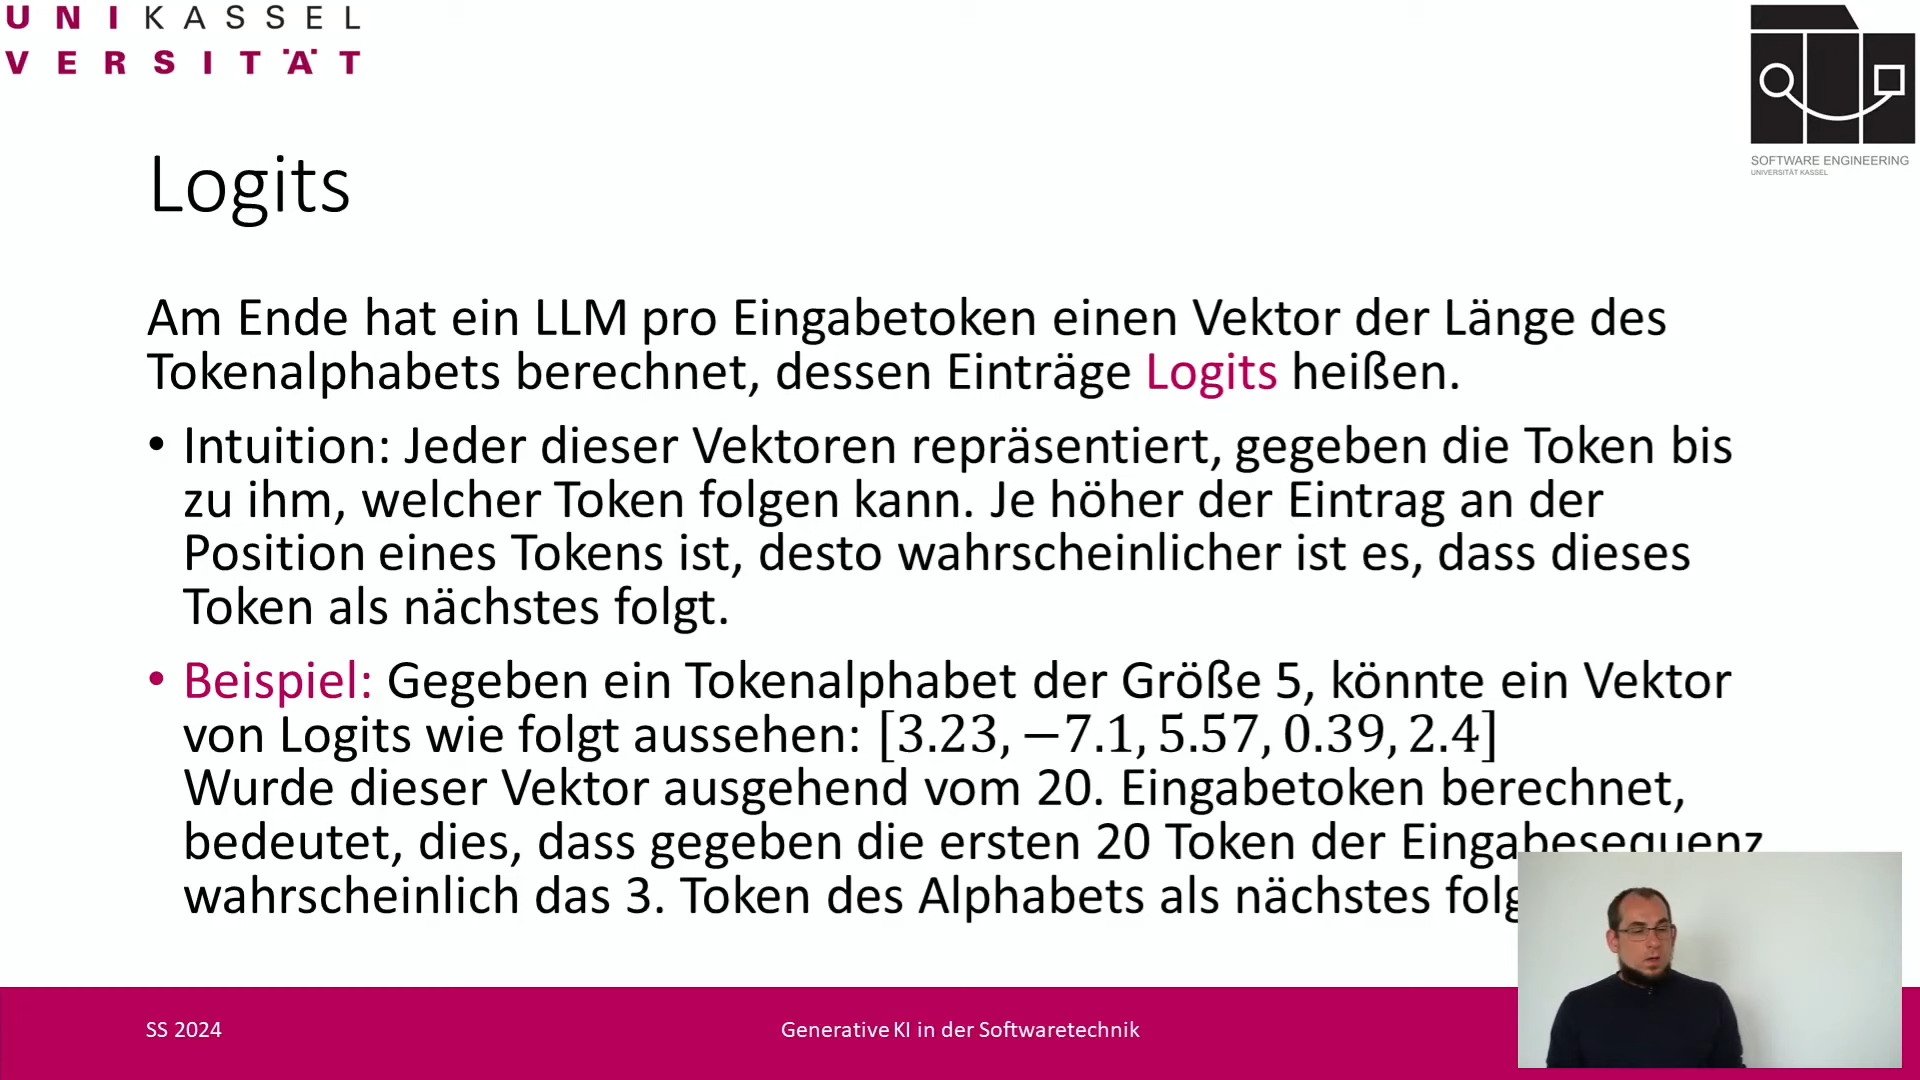 UNIKASSEL
VERSITÄT
SOFTWARE ENGINEERING
UNIVERSITÄT KASSEL
Logits
Am Ende hat ein LLM pro Eingabetoken einen Vektor der Länge des
Tokenalphabets berechnet, dessen Einträge Logits heißen.
• Intuition: Jeder dieser Vektoren repräsentiert, gegeben die Token bis
zu ihm, welcher Token folgen kann. Je höher der Eintrag an der
Position eines Tokens ist, desto wahrscheinlicher ist es, dass dieses
Token als nächstes folgt.
• Beispiel: Gegeben ein Tokenalphabet der Größe 5, könnte ein Vektor
von Logits wie folgt aussehen: [3.23, −7.1, 5.57, 0.39, 2.4]
Wurde dieser Vektor ausgehend vom 20. Eingabetoken berechnet,
bedeutet, dies, dass gegeben die ersten 20 Token der Eingabesequenz
wahrscheinlich das 3. Token des Alphabets als nächstes
SS 2024
Generative KI in der Softwaretechnik